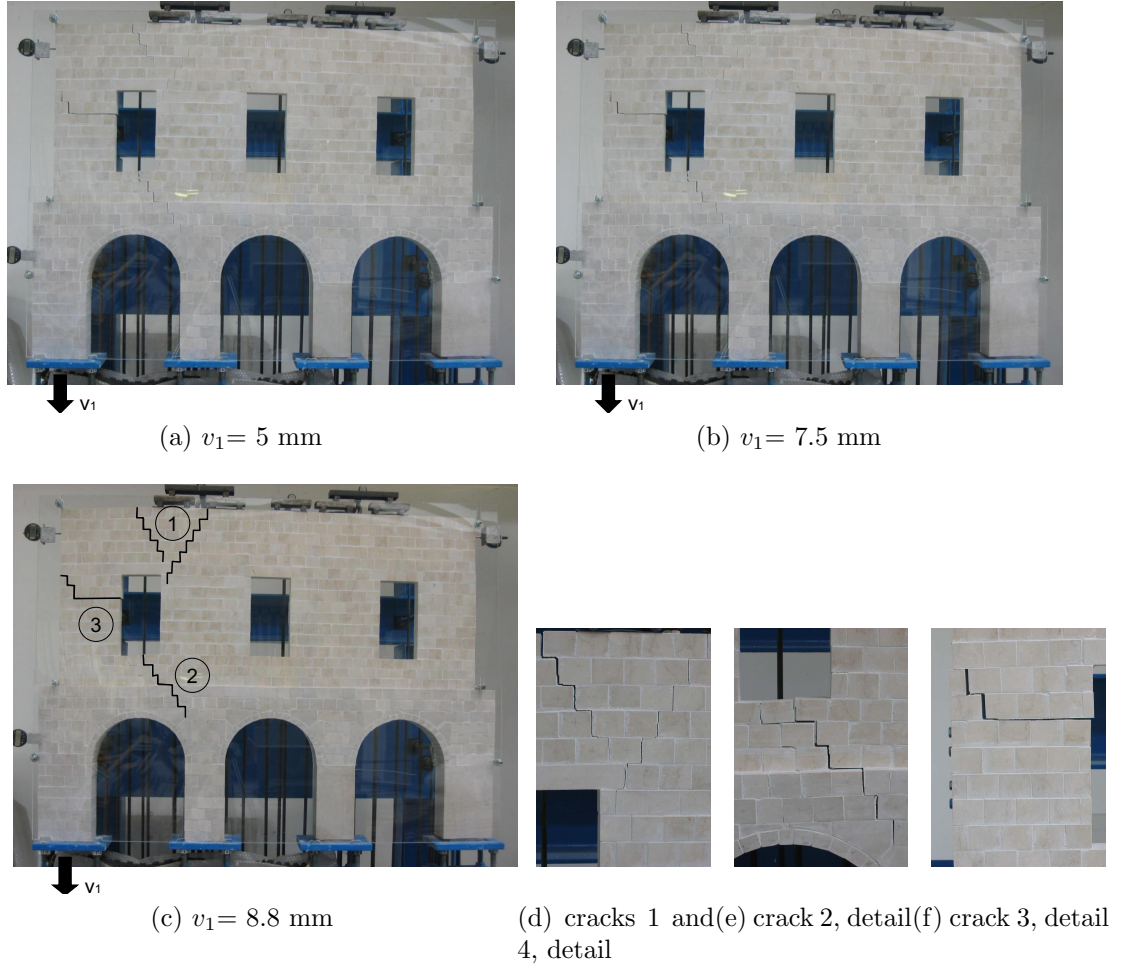 v₁
v₁
(a) v₁= 5 mm
(b) v₁= 7.5 mm
1
3
2
v₁
(c) v₁= 8.8 mm
(d) cracks 1 and
4, detail
(e) crack 2, detail
(f) crack 3, detail